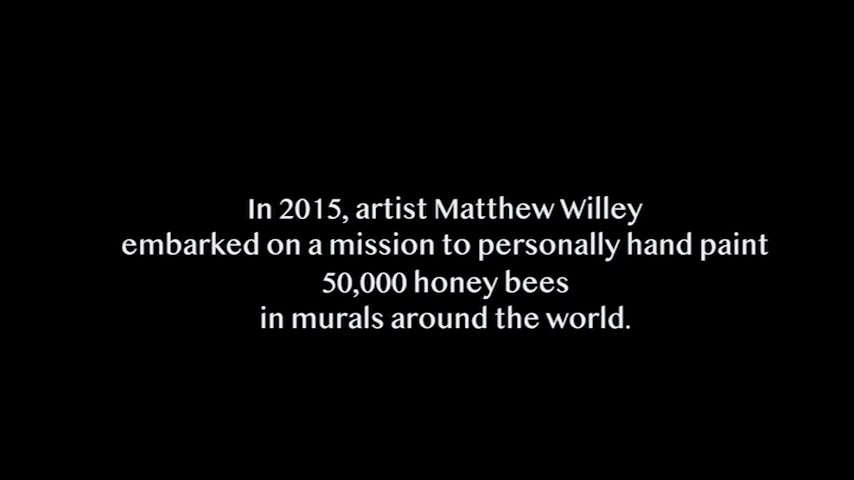 In 2015, artist Matthew Willey
embarked on a mission to personally hand paint
50,000 honey bees
in murals around the world.